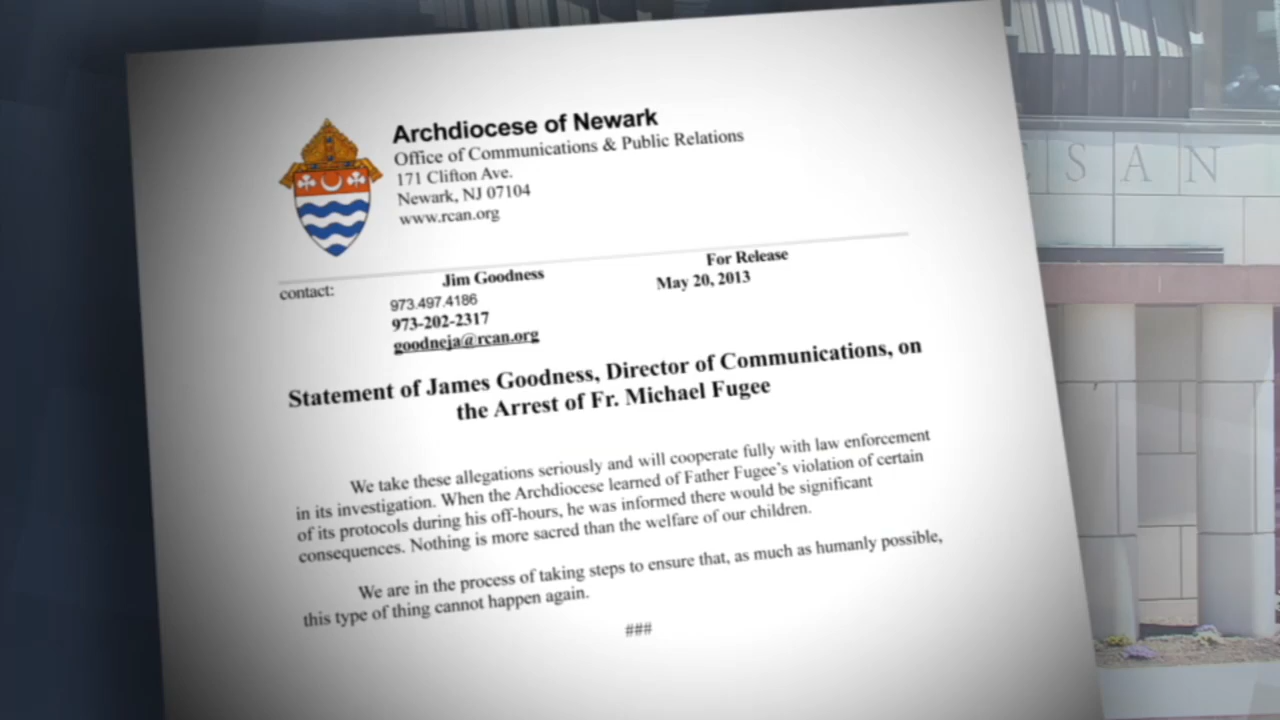 Archdiocese of Newark
Office of Communications & Public Relations
171 Clifton Ave.
Newark, NJ 07104
www.rcan.org
contact:
Jim Goodness
973.497.4186
973-202-2317
goodneja@rcan.org
For Release
May 20, 2013
Statement of James Goodness, Director of Communications, on
the Arrest of Fr. Michael Fugee
We take these allegations seriously and will cooperate fully with law enforcement
in its investigation. When the Archdiocese learned of Father Fugee's violation of certain
of its protocols during his off-hours, he was informed there would be significant
consequences. Nothing is more sacred than the welfare of our children.
We are in the process of taking steps to ensure that, as much as humanly possible,
this type of thing cannot happen again.
###
ESAN